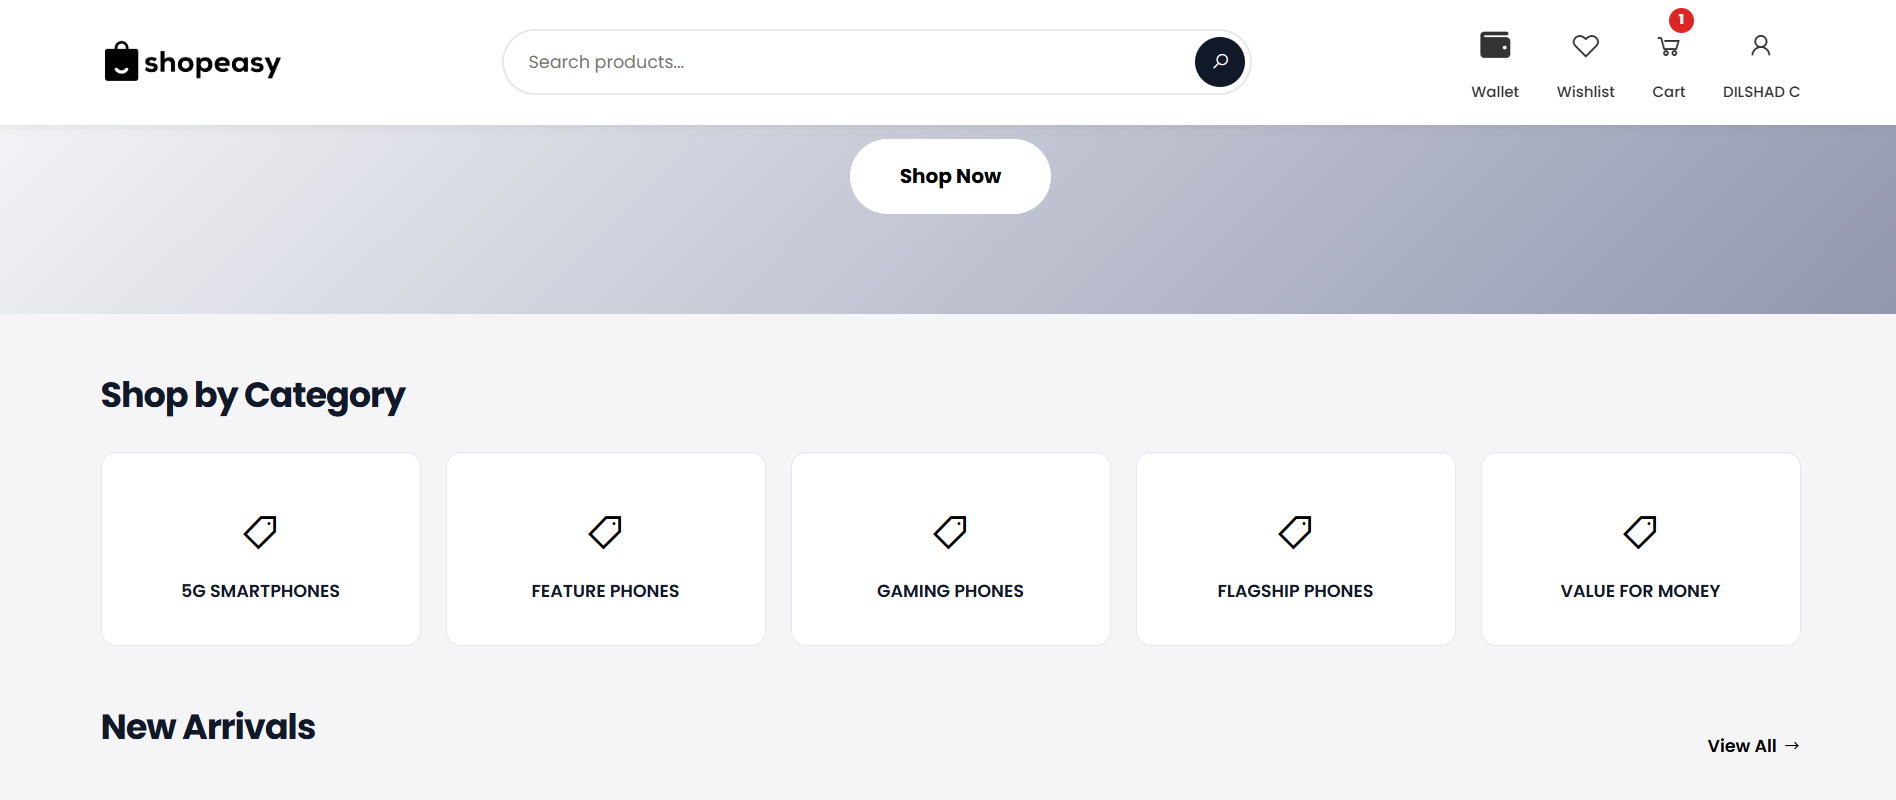 shopeasy
Search products...
1
Wallet
Wishlist
Cart
DILSHAD C
Shop Now
Shop by Category
5G SMARTPHONES
FEATURE PHONES
GAMING PHONES
FLAGSHIP PHONES
VALUE FOR MONEY
New Arrivals
View All →